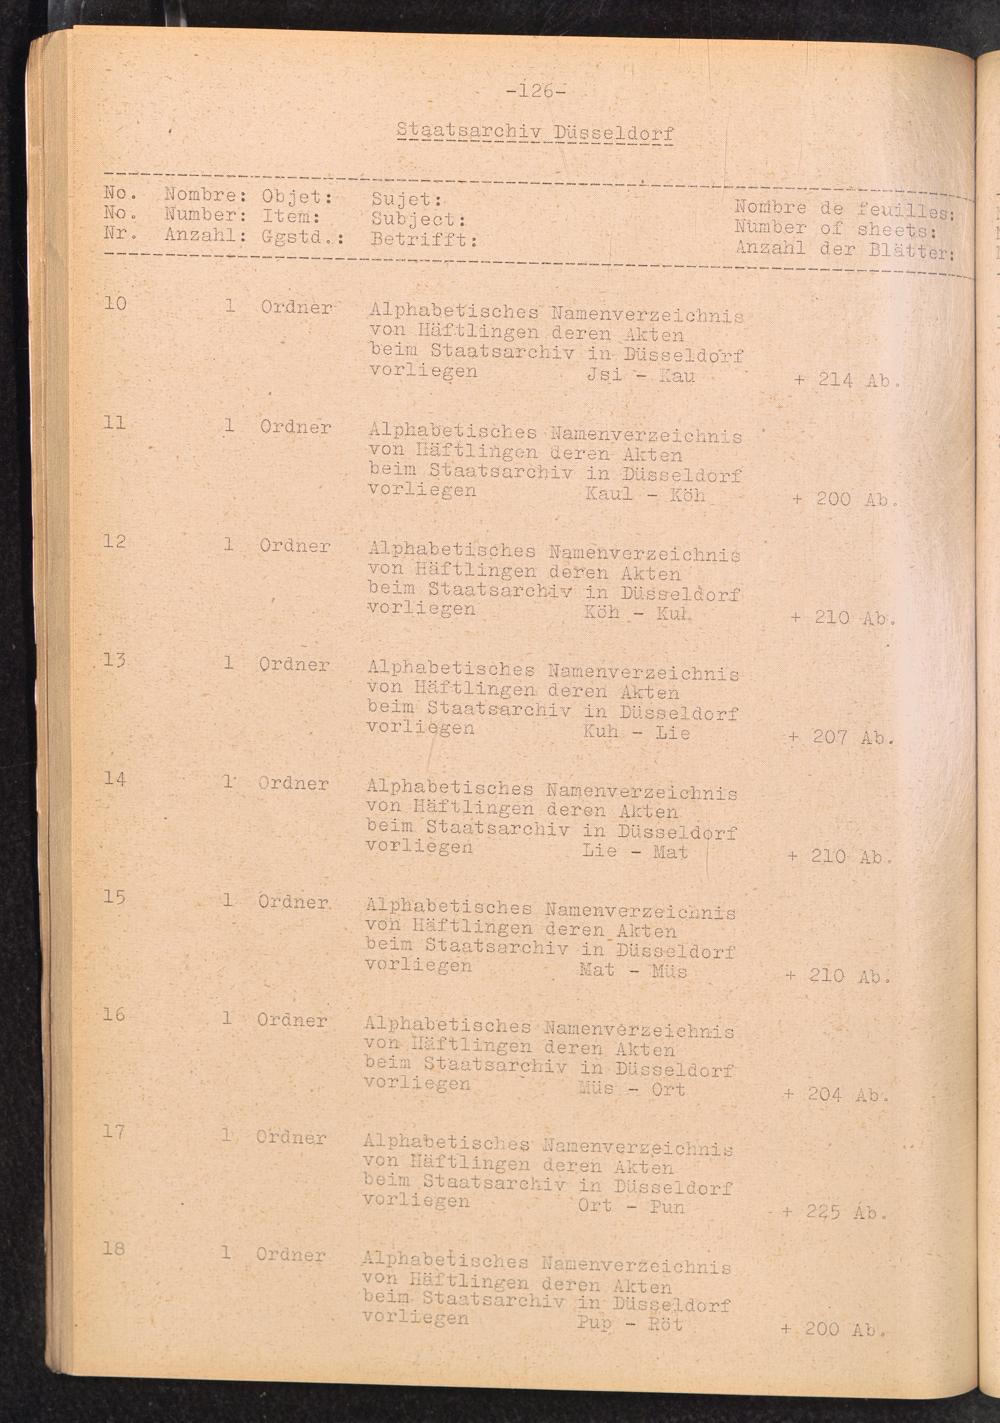 -126-
Staatsarchiv Düsseldorf
No. Nombre: Objet: Sujet: Nombre de feuilles:
No. Number: Item: Subject: Number of sheets:
Nr. Anzahl: Ggstd.: Betrifft: Anzahl der Blätter:
10 1 Ordner Alphabetisches Namenverzeichnis
von Häftlingen deren Akten
beim Staatsarchiv in Düsseldorf
vorliegen Jsi - Kau + 214 Ab.
11 1 Ordner Alphabetisches Namenverzeichnis
von Häftlingen deren Akten
beim Staatsarchiv in Düsseldorf
vorliegen Kaul - Köh + 200 Ab.
12 1 Ordner Alphabetisches Namenverzeichnis
von Häftlingen deren Akten
beim Staatsarchiv in Düsseldorf
vorliegen Köh - Kuh + 210 Ab.
13 1 Ordner Alphabetisches Namenverzeichnis
von Häftlingen deren Akten
beim Staatsarchiv in Düsseldorf
vorliegen Kuh - Lie + 207 Ab.
14 1 Ordner Alphabetisches Namenverzeichnis
von Häftlingen deren Akten
beim Staatsarchiv in Düsseldorf
vorliegen Lie - Mat + 210 Ab.
15 1 Ordner Alphabetisches Namenverzeichnis
von Häftlingen deren Akten
beim Staatsarchiv in Düsseldorf
vorliegen Mat - Müs + 210 Ab.
16 1 Ordner Alphabetisches Namenverzeichnis
von Häftlingen deren Akten
beim Staatsarchiv in Düsseldorf
vorliegen Müs - Ort + 204 Ab.
17 1 Ordner Alphabetisches Namenverzeichnis
von Häftlingen deren Akten
beim Staatsarchiv in Düsseldorf
vorliegen Ort - Pun + 225 Ab.
18 1 Ordner Alphabetisches Namenverzeichnis
von Häftlingen deren Akten
beim Staatsarchiv in Düsseldorf
vorliegen Pup - Röt + 200 Ab.